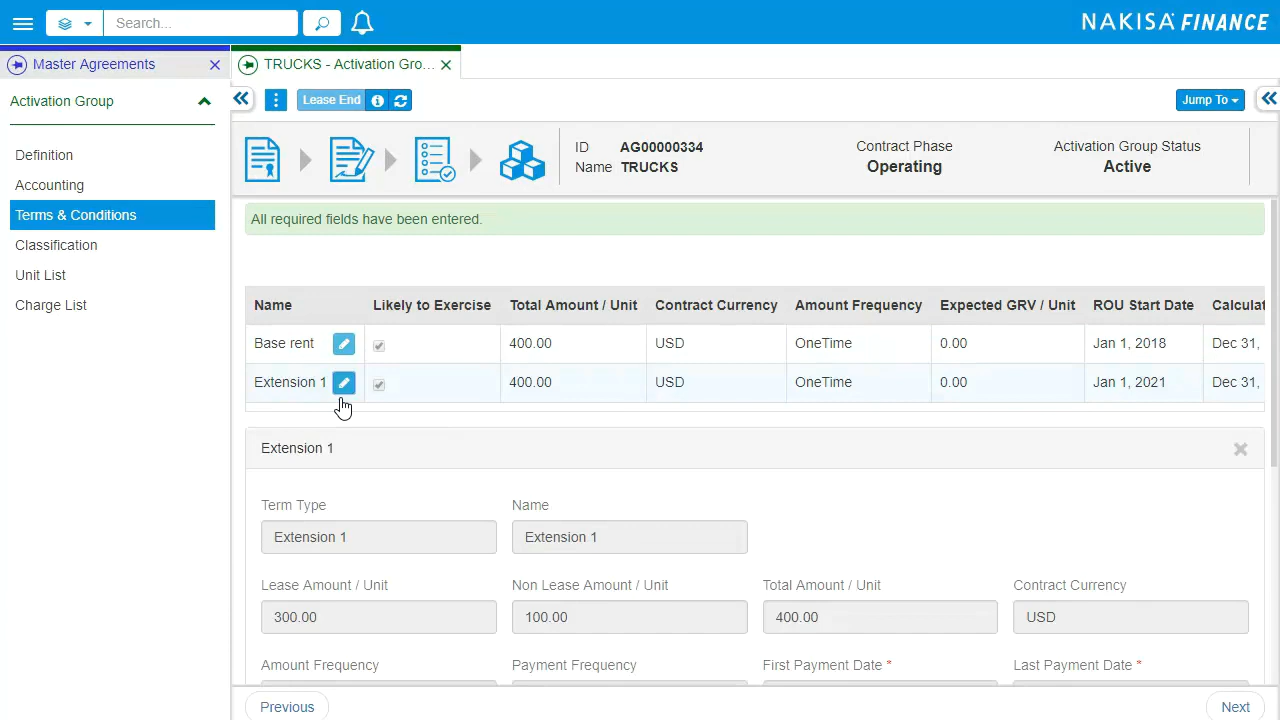 Search...
NAKISA FINANCE
Master Agreements
TRUCKS - Activation Gro...
Activation Group
Lease End
Jump To
Definition
Accounting
Terms & Conditions
Classification
Unit List
Charge List
ID AG00000334
Name TRUCKS
Contract Phase
Operating
Activation Group Status
Active
All required fields have been entered.
Name Likely to Exercise Total Amount / Unit Contract Currency Amount Frequency Expected GRV / Unit ROU Start Date Calculat
Base rent 400.00 USD OneTime 0.00 Jan 1, 2018 Dec 31,
Extension 1 400.00 USD OneTime 0.00 Jan 1, 2021 Dec 31,
Extension 1
Term Type Name
Extension 1 Extension 1
Lease Amount / Unit Non Lease Amount / Unit Total Amount / Unit Contract Currency
300.00 100.00 400.00 USD
Amount Frequency Payment Frequency First Payment Date * Last Payment Date *
Previous Next